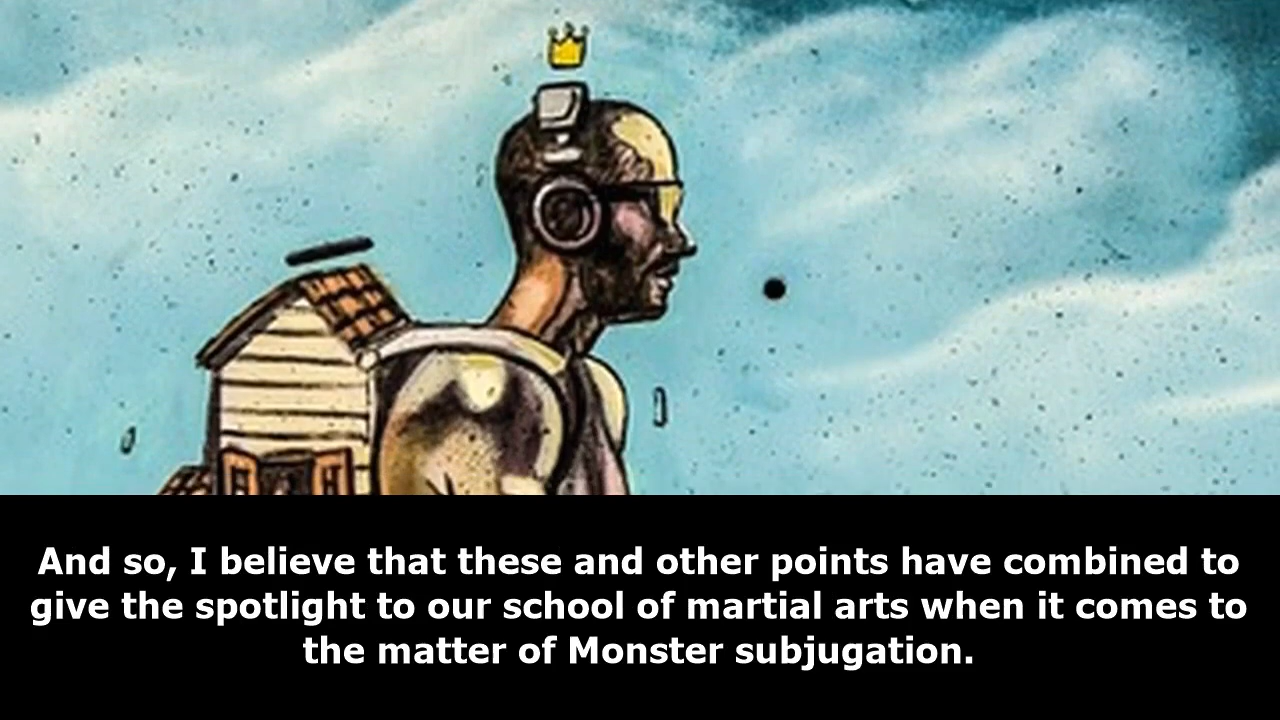 And so, I believe that these and other points have combined to
give the spotlight to our school of martial arts when it comes to
the matter of Monster subjugation.